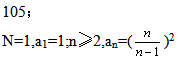 105；
N=1,a₁=1;n⩾2,aₙ=(n/(n-1))²